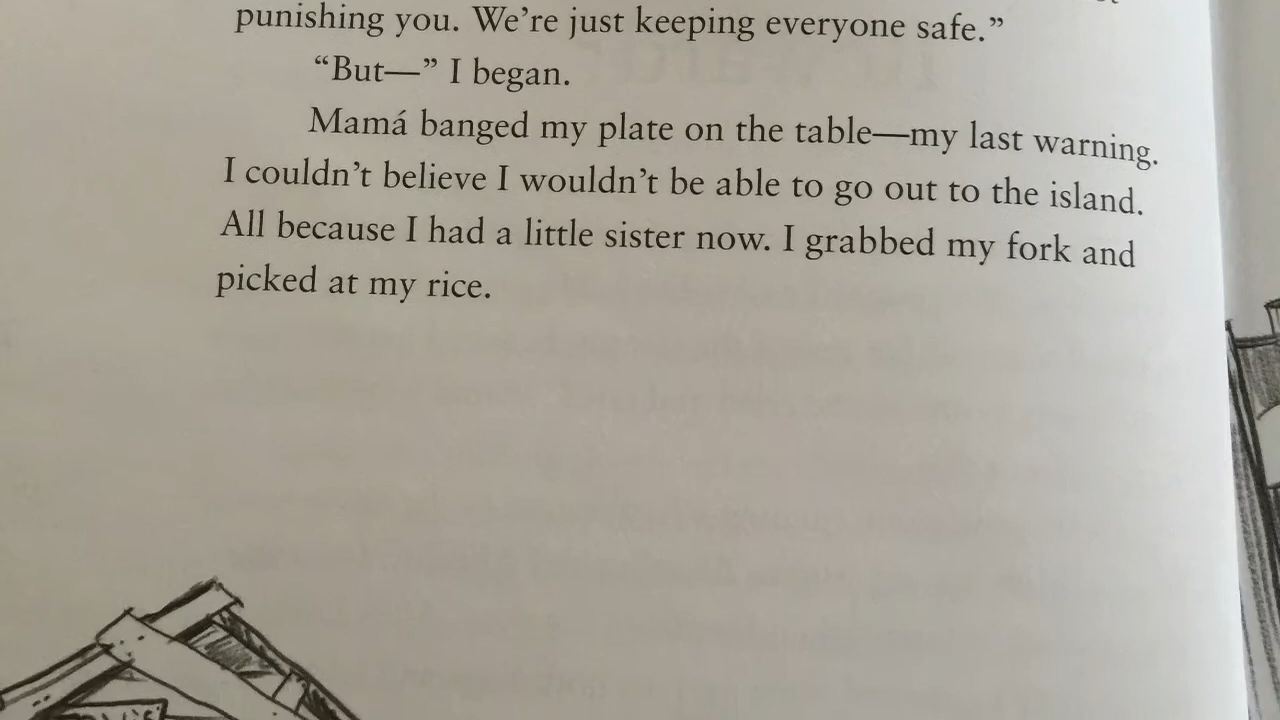 punishing you. We’re just keeping everyone safe.”
“But—” I began.
Mamá banged my plate on the table—my last warning.
I couldn’t believe I wouldn’t be able to go out to the island.
All because I had a little sister now. I grabbed my fork and
picked at my rice.